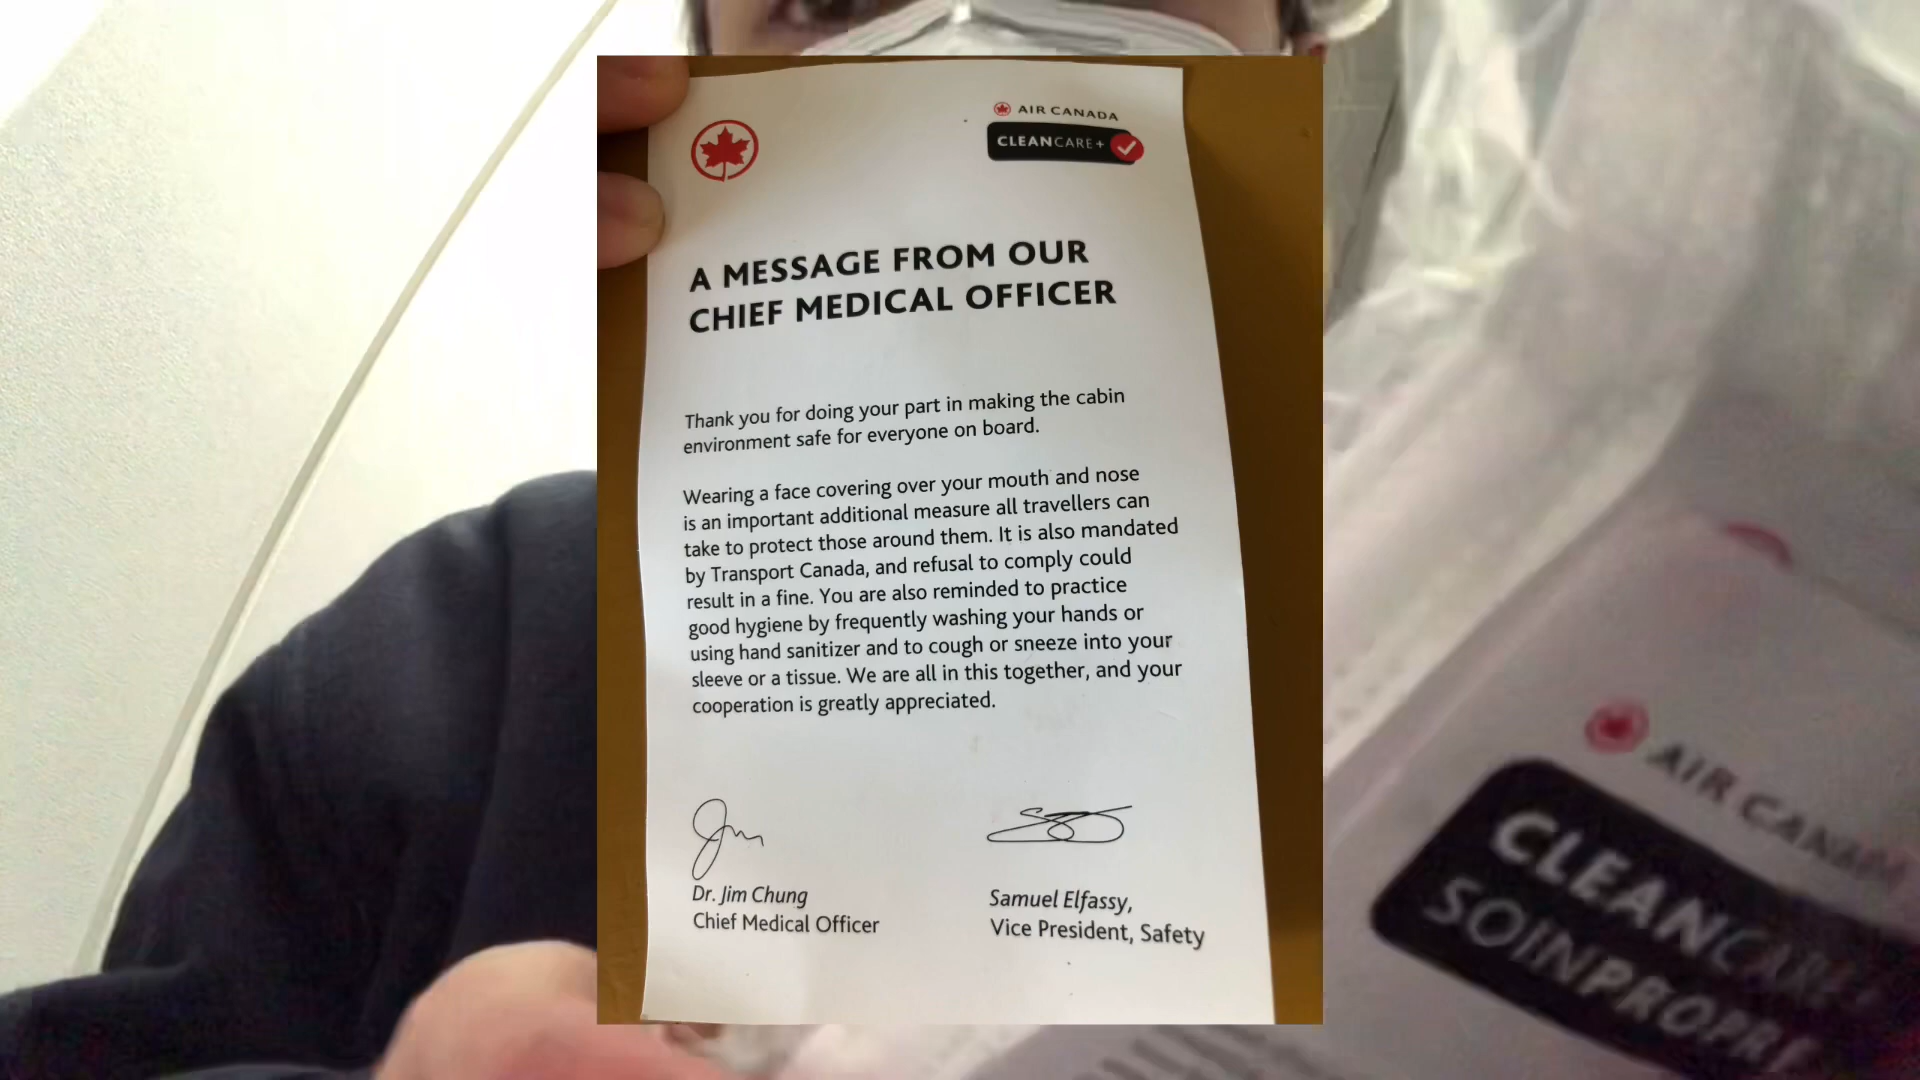 AIR CANADA
CLEANCARE+
A MESSAGE FROM OUR
CHIEF MEDICAL OFFICER
Thank you for doing your part in making the cabin
environment safe for everyone on board.
Wearing a face covering over your mouth and nose
is an important additional measure all travellers can
take to protect those around them. It is also mandated
by Transport Canada, and refusal to comply could
result in a fine. You are also reminded to practice
good hygiene by frequently washing your hands or
using hand sanitizer and to cough or sneeze into your
sleeve or a tissue. We are all in this together, and your
cooperation is greatly appreciated.
Dr. Jim Chung
Chief Medical Officer
Samuel Elfassy,
Vice President, Safety
AIR CANADA
CLEANCARE+
SOINPROPRE